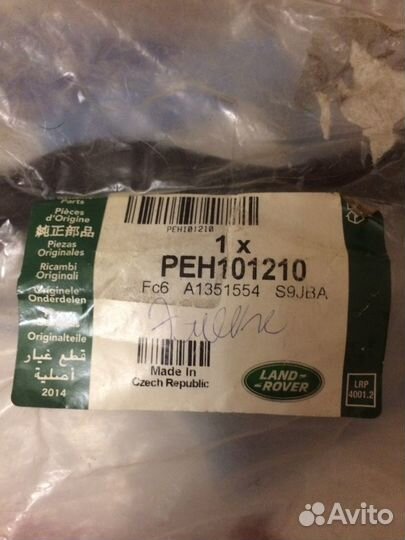 Parts
Pièces
d'Origine
純正部品
Piezas
Originales
Ricambi
Originali
Originele
Onderdelen
Originalteile
قطع غيار
أصلية
2014
PEH101210
1 x
PEH101210
Fc6 A1351554 S9JBA
Made In
Czech Republic
LAND-
-ROVER
LRP
4001.2
Avito